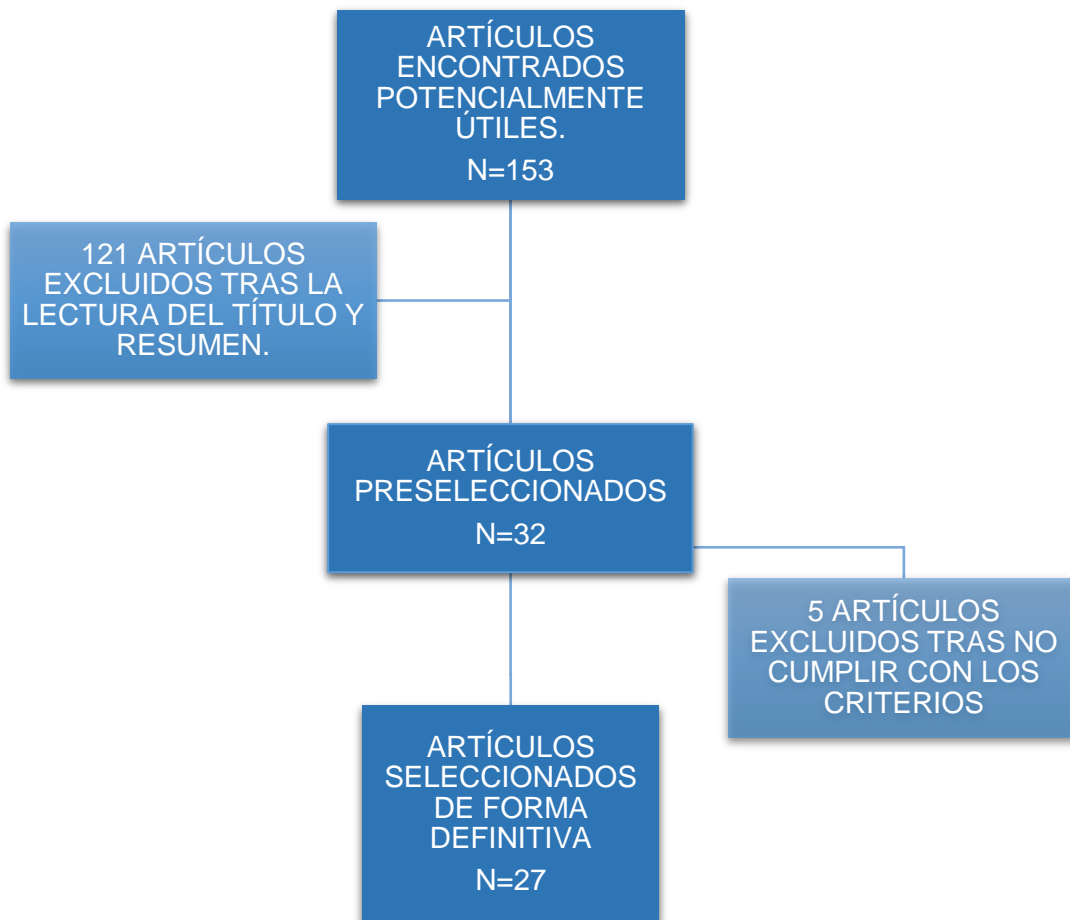 ARTÍCULOS
ENCONTRADOS
POTENCIALMENTE
ÚTILES.
N=153
121 ARTÍCULOS
EXCLUIDOS TRAS LA
LECTURA DEL TÍTULO Y
RESUMEN.
ARTÍCULOS
PRESELECCIONADOS
N=32
5 ARTÍCULOS
EXCLUIDOS TRAS NO
CUMPLIR CON LOS
CRITERIOS
ARTÍCULOS
SELECCIONADOS
DE FORMA
DEFINITIVA
N=27